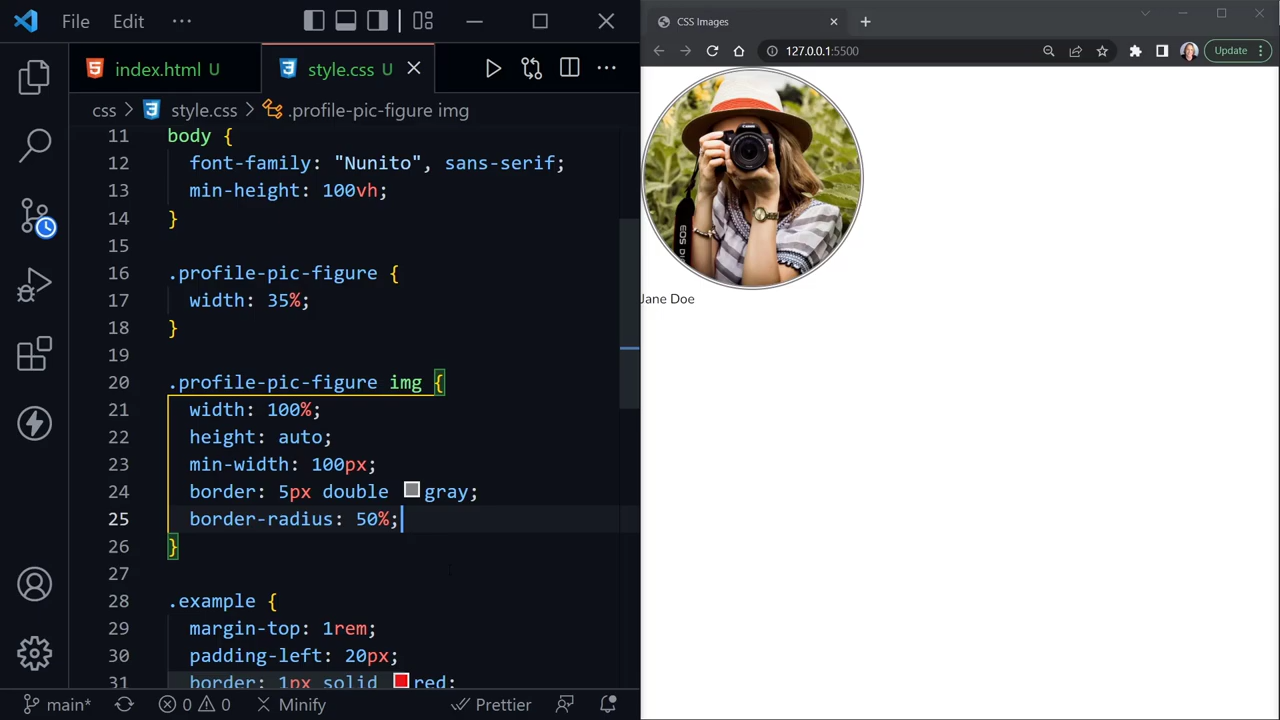 File Edit ···
index.html U
style.css U
css > style.css > .profile-pic-figure img
11 body {
12 font-family: "Nunito", sans-serif;
13 min-height: 100vh;
14 }
15
16 .profile-pic-figure {
17 width: 35%;
18 }
19
20 .profile-pic-figure img {
21 width: 100%;
22 height: auto;
23 min-width: 100px;
24 border: 5px double gray;
25 border-radius: 50%;
26 }
27
28 .example {
29 margin-top: 1rem;
30 padding-left: 20px;
31 border: 1px solid red;
main* 0 0 Minify Prettier
CSS Images
127.0.0.1:5500 Update
Canon
EOS
Jane Doe